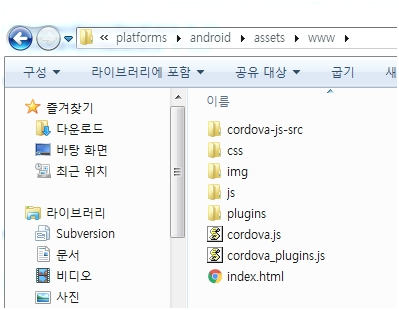 platforms ▸ android ▸ assets ▸ www ▸
구성 라이브러리에 포함 공유 대상 굽기 새
즐겨찾기
다운로드
바탕 화면
최근 위치
라이브러리
Subversion
문서
비디오
사진
이름
cordova-js-src
css
img
js
plugins
cordova.js
cordova_plugins.js
index.html